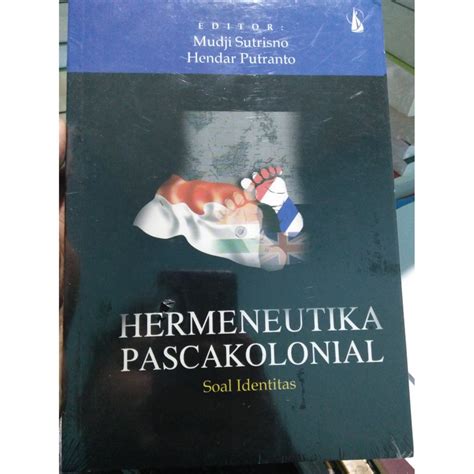 EDITOR:
Mudji Sutrisno
Hendar Putranto
HERMENEUTIKA
PASCAKOLONIAL
Soal Identitas